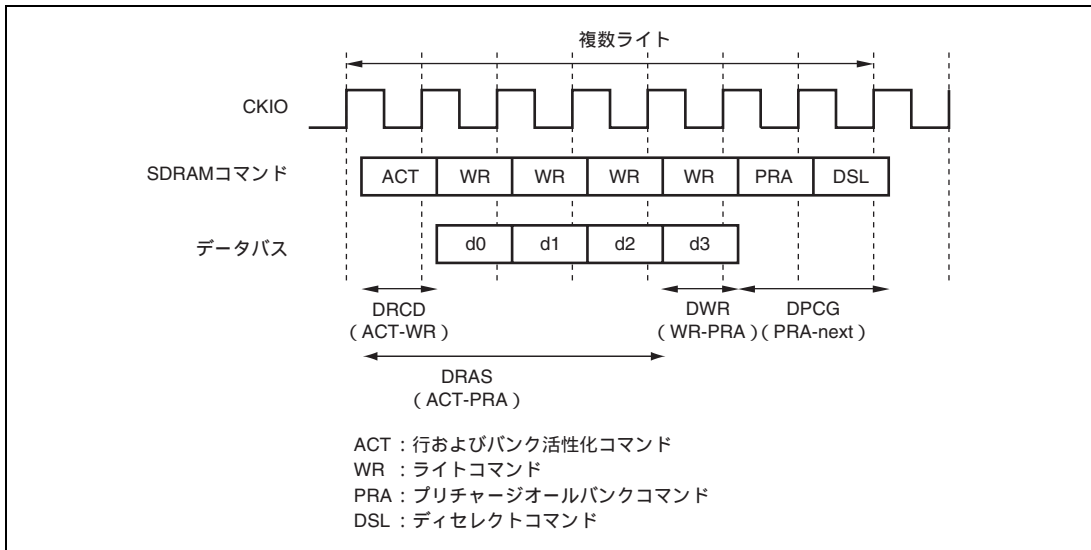 複数ライト
CKIO
SDRAMコマンド
ACT WR WR WR WR PRA DSL
データバス
d0 d1 d2 d3
DRCD DWR DPCG
(ACT-WR) (WR-PRA) (PRA-next)
DRAS
(ACT-PRA)
ACT：行およびバンク活性化コマンド
WR ：ライトコマンド
PRA：プリチャージオールバンクコマンド
DSL：ディセレクトコマンド